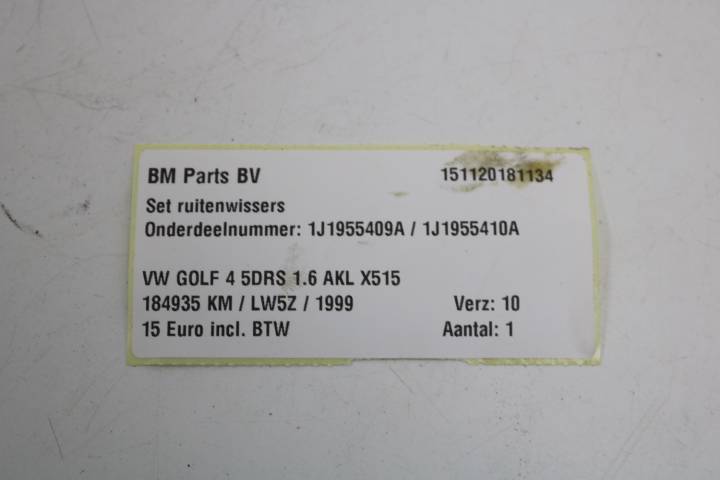 BM Parts BV 151120181134
Set ruitenwissers
Onderdeelnummer: 1J1955409A / 1J1955410A
VW GOLF 4 5DRS 1.6 AKL X515
184935 KM / LW5Z / 1999 Verz: 10
15 Euro incl. BTW Aantal: 1